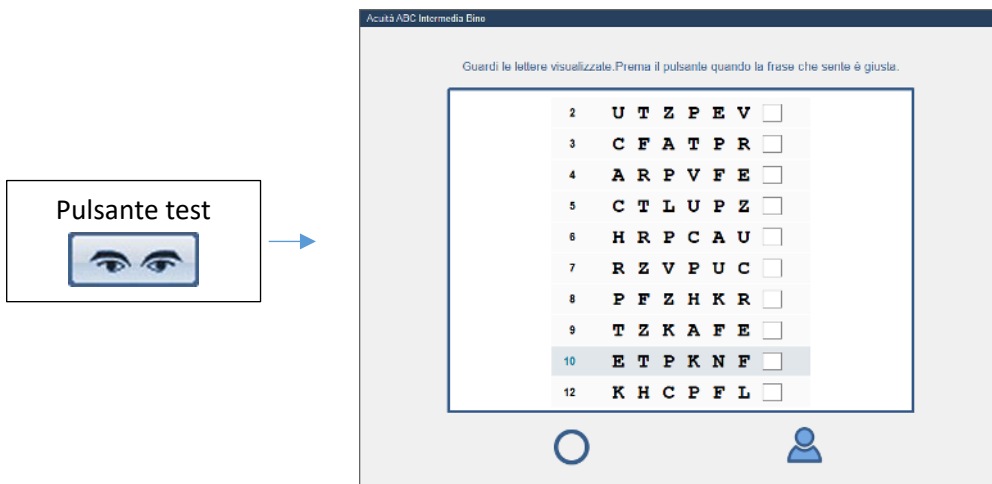 Acuità ABC Intermedia Bino
Guardi le lettere visualizzate.Prema il pulsante quando la frase che sente è giusta.
Pulsante test
2 U T Z P E V
3 C F A T P R
4 A R P V F E
5 C T L U P Z
6 H R P C A U
7 R Z V P U C
8 P F Z H K R
9 T Z K A F E
10 E T P K N F
12 K H C P F L